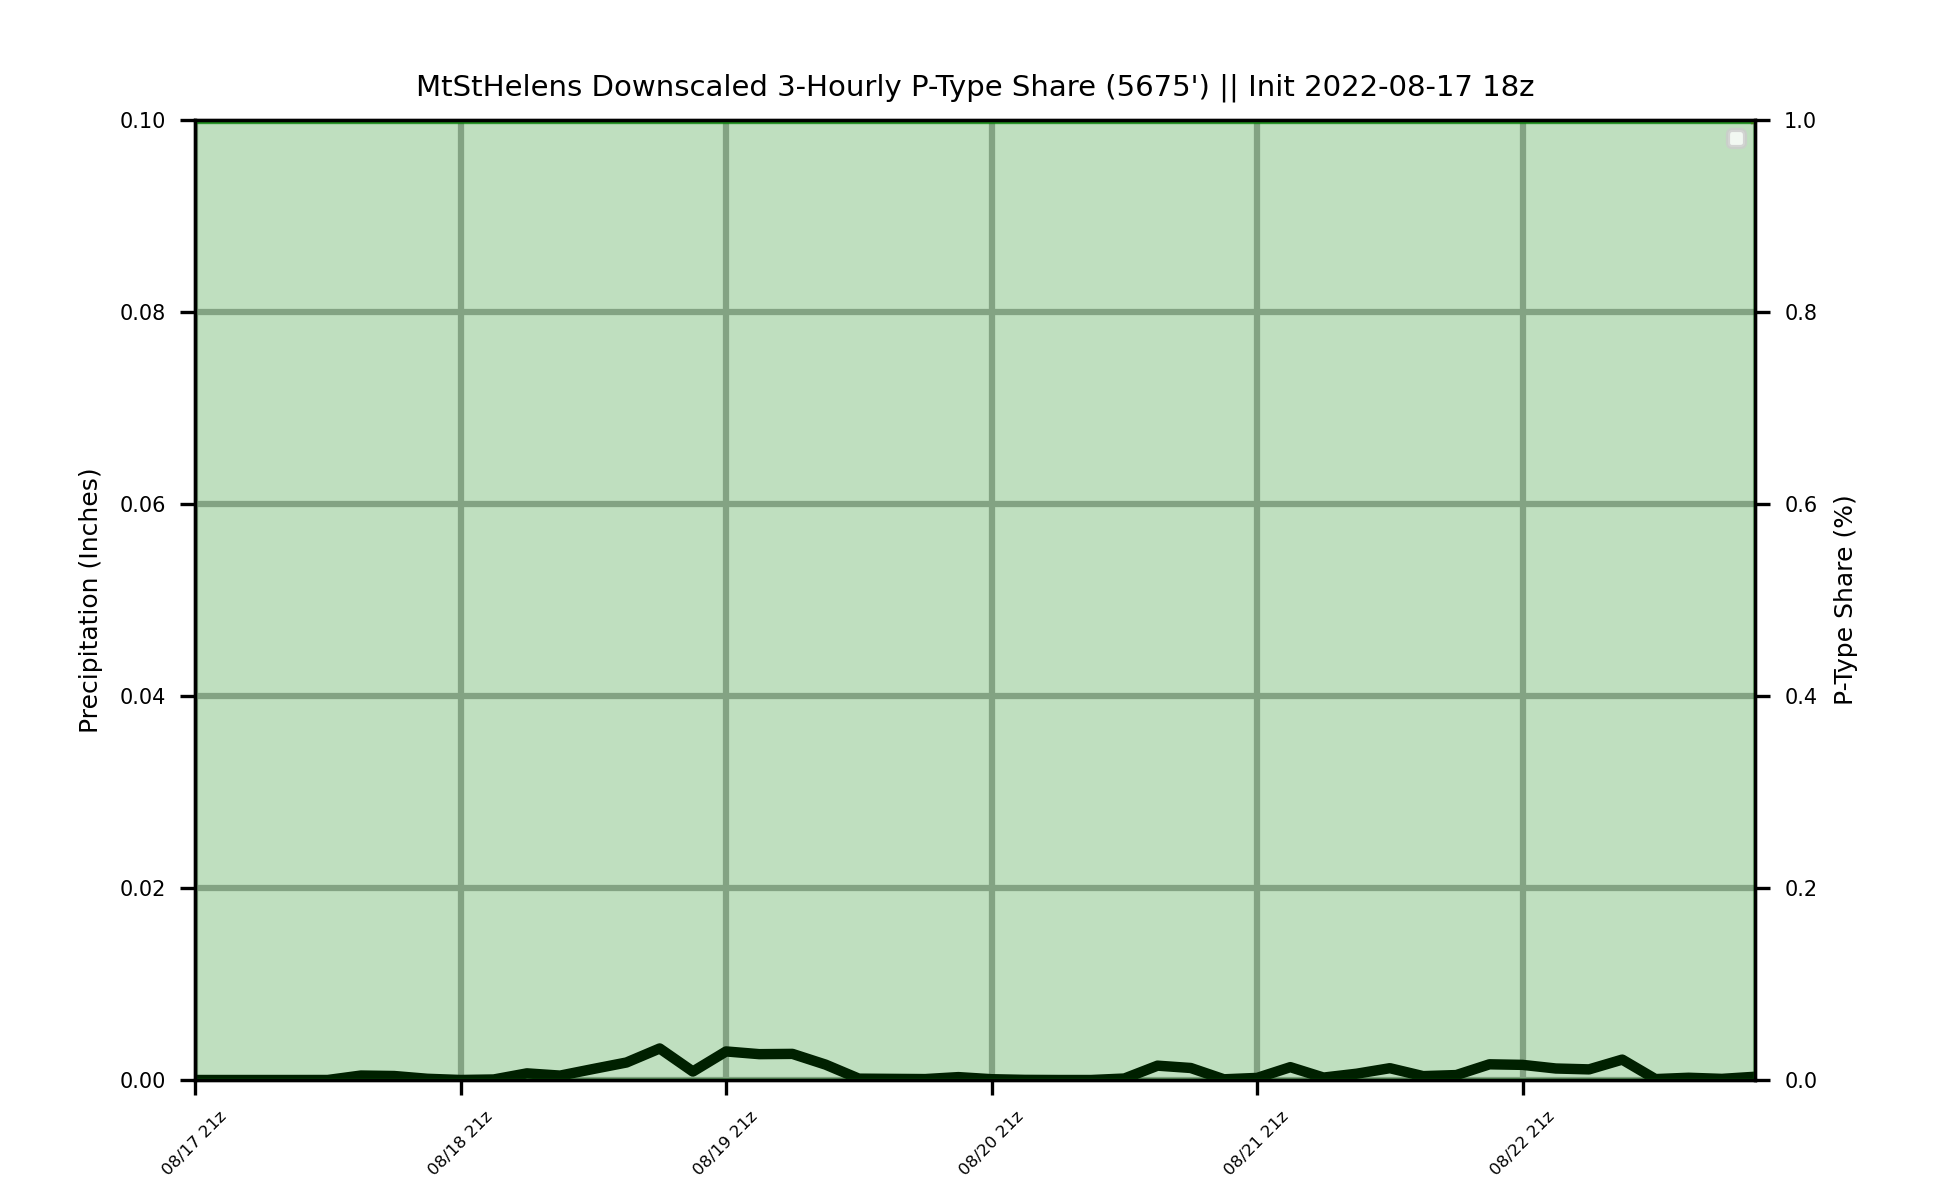 MtStHelens Downscaled 3-Hourly P-Type Share (5675') || Init 2022-08-17 18z
Precipitation (Inches)
0.10
0.08
0.06
0.04
0.02
0.00
1.0
0.8
0.6
0.4
0.2
0.0
P-Type Share (%)
08/17 21z
08/18 21z
08/19 21z
08/20 21z
08/21 21z
08/22 21z